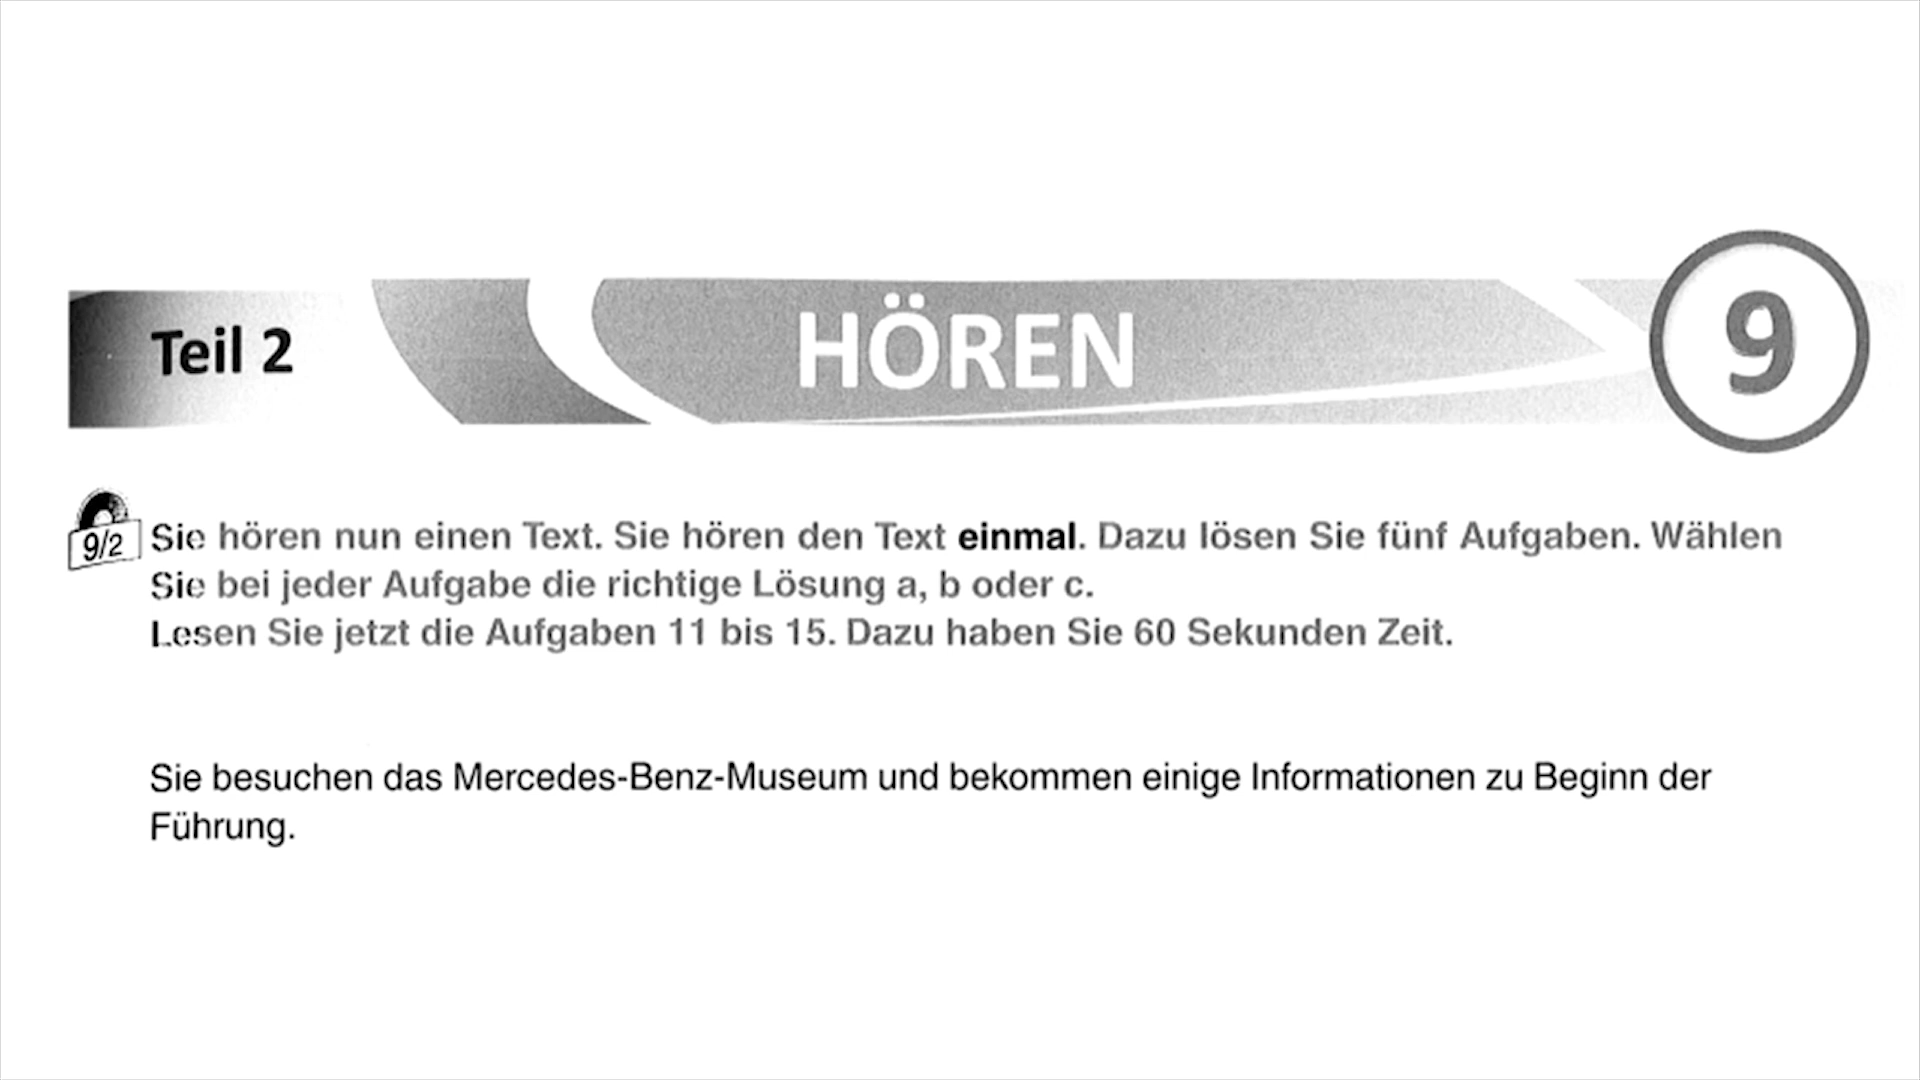 Teil 2
HÖREN
9
9/2
Sie hören nun einen Text. Sie hören den Text einmal. Dazu lösen Sie fünf Aufgaben. Wählen
Sie bei jeder Aufgabe die richtige Lösung a, b oder c.
Lesen Sie jetzt die Aufgaben 11 bis 15. Dazu haben Sie 60 Sekunden Zeit.
Sie besuchen das Mercedes-Benz-Museum und bekommen einige Informationen zu Beginn der
Führung.